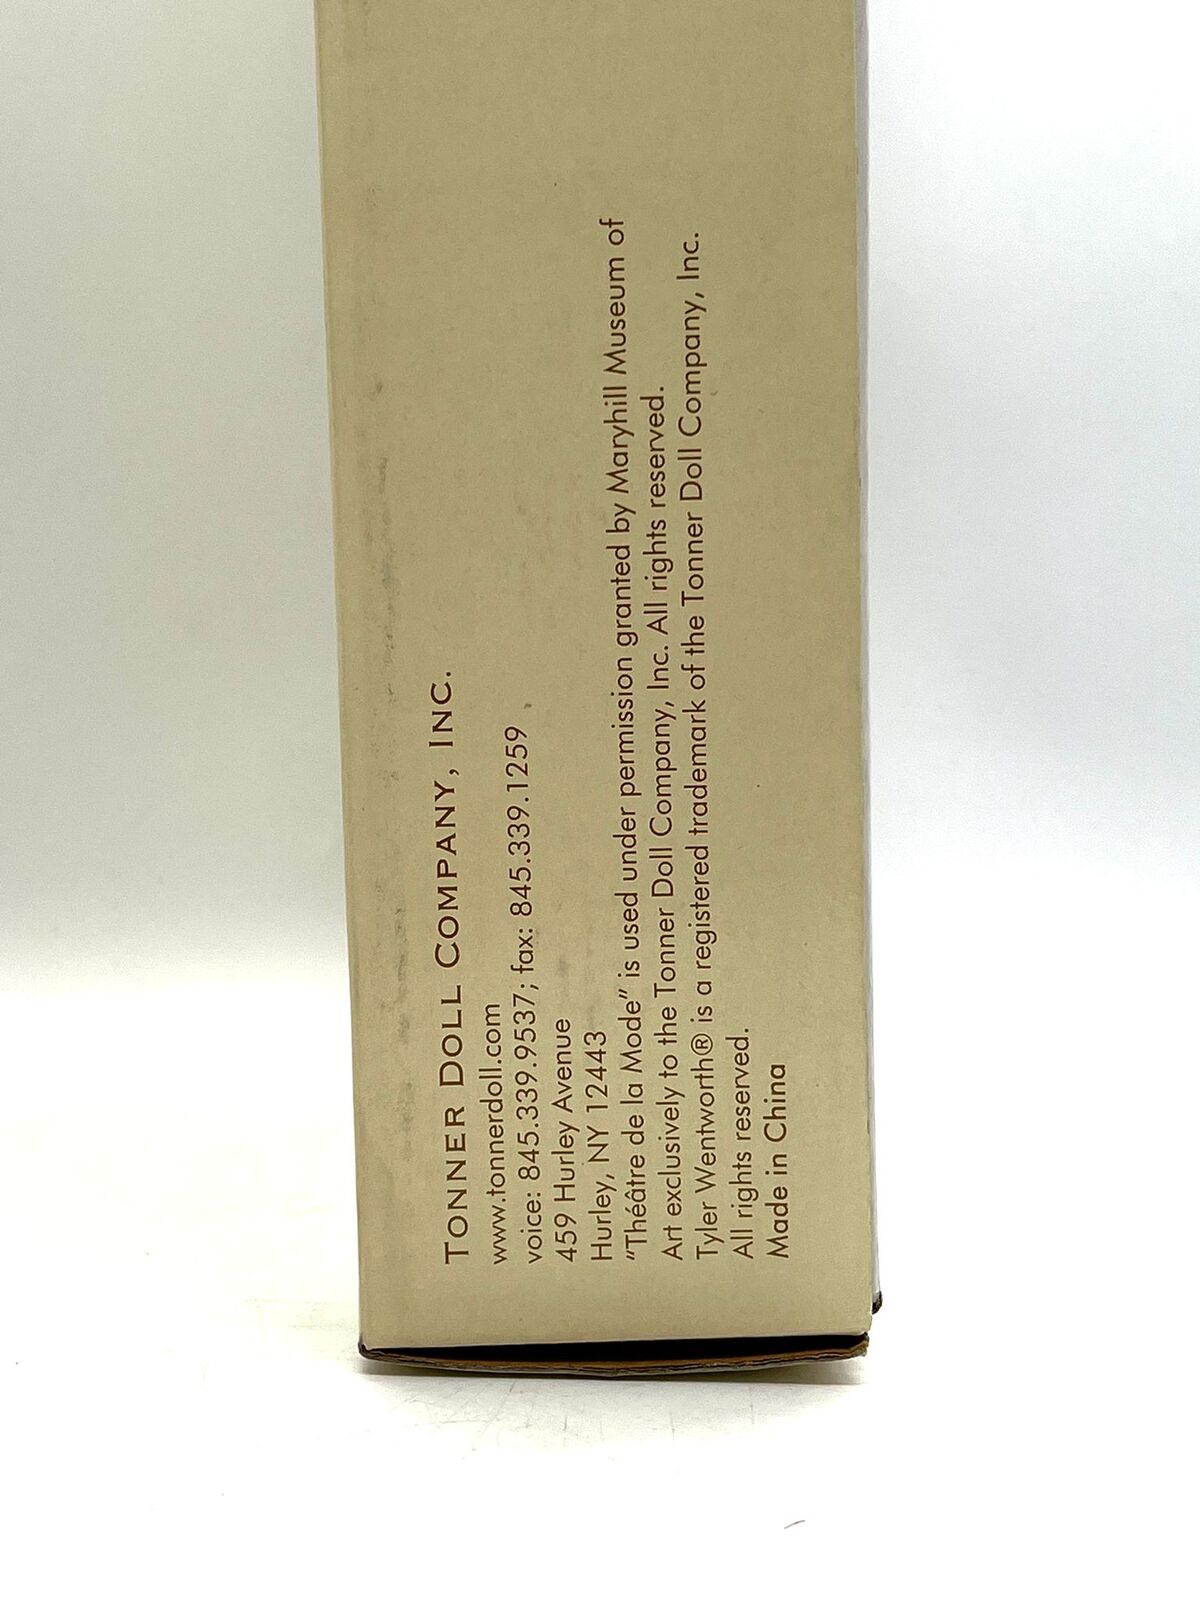 TONNER DOLL COMPANY, INC.
www.tonnerdoll.com
voice: 845.339.9537; fax: 845.339.1259
459 Hurley Avenue
Hurley, NY 12443
"Théâtre de la Mode" is used under permission granted by Maryhill Museum of
Art exclusively to the Tonner Doll Company, Inc. All rights reserved.
Tyler Wentworth® is a registered trademark of the Tonner Doll Company, Inc.
All rights reserved.
Made in China